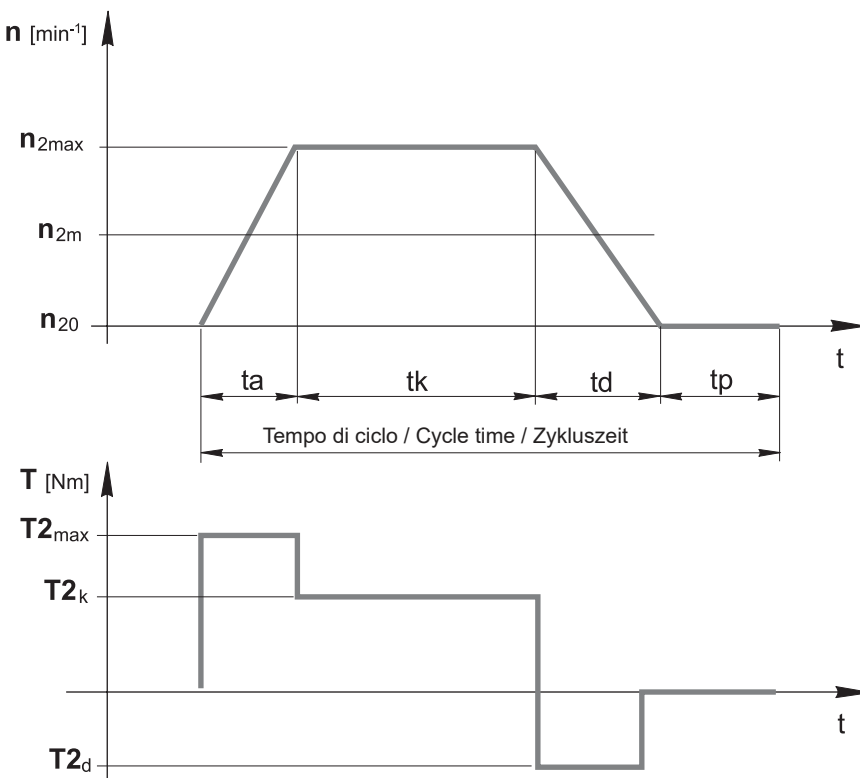 n [min⁻¹]
n2max
n2m
n20
t
ta tk td tp
Tempo di ciclo / Cycle time / Zykluszeit
T [Nm]
T2max
T2k
t
T2d